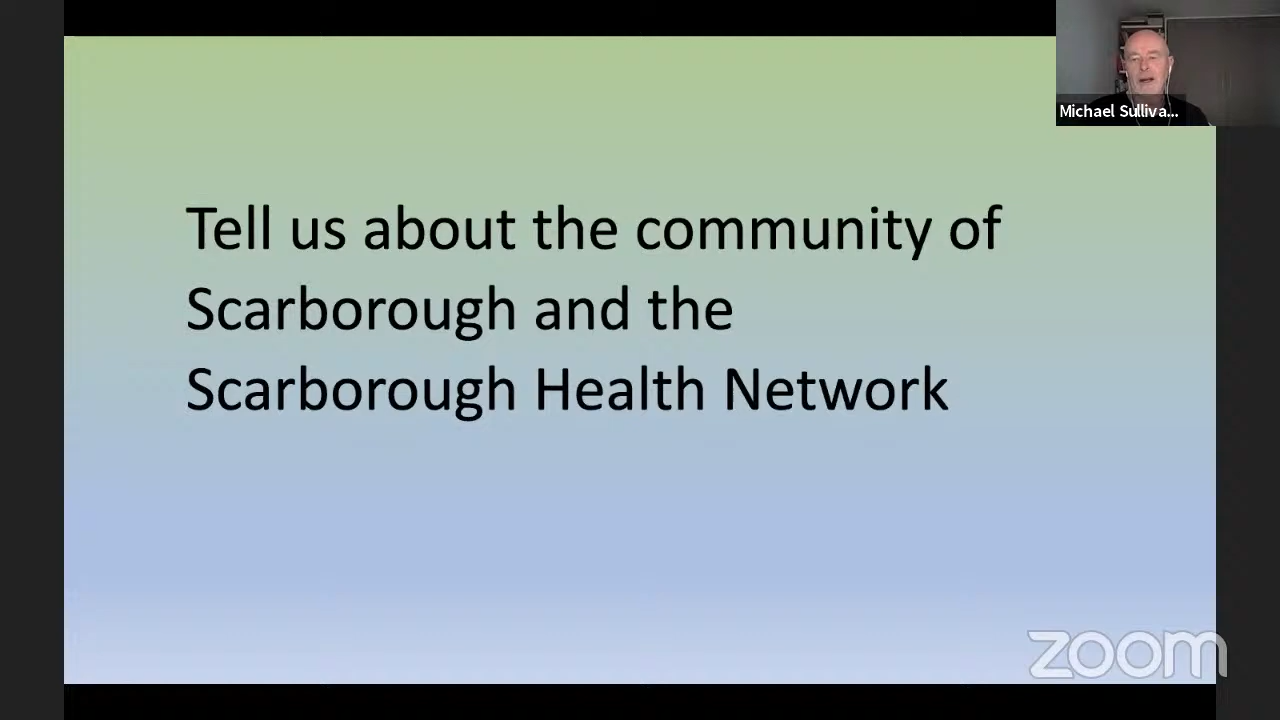 Michael Sulliva...
Tell us about the community of
Scarborough and the
Scarborough Health Network
zoom